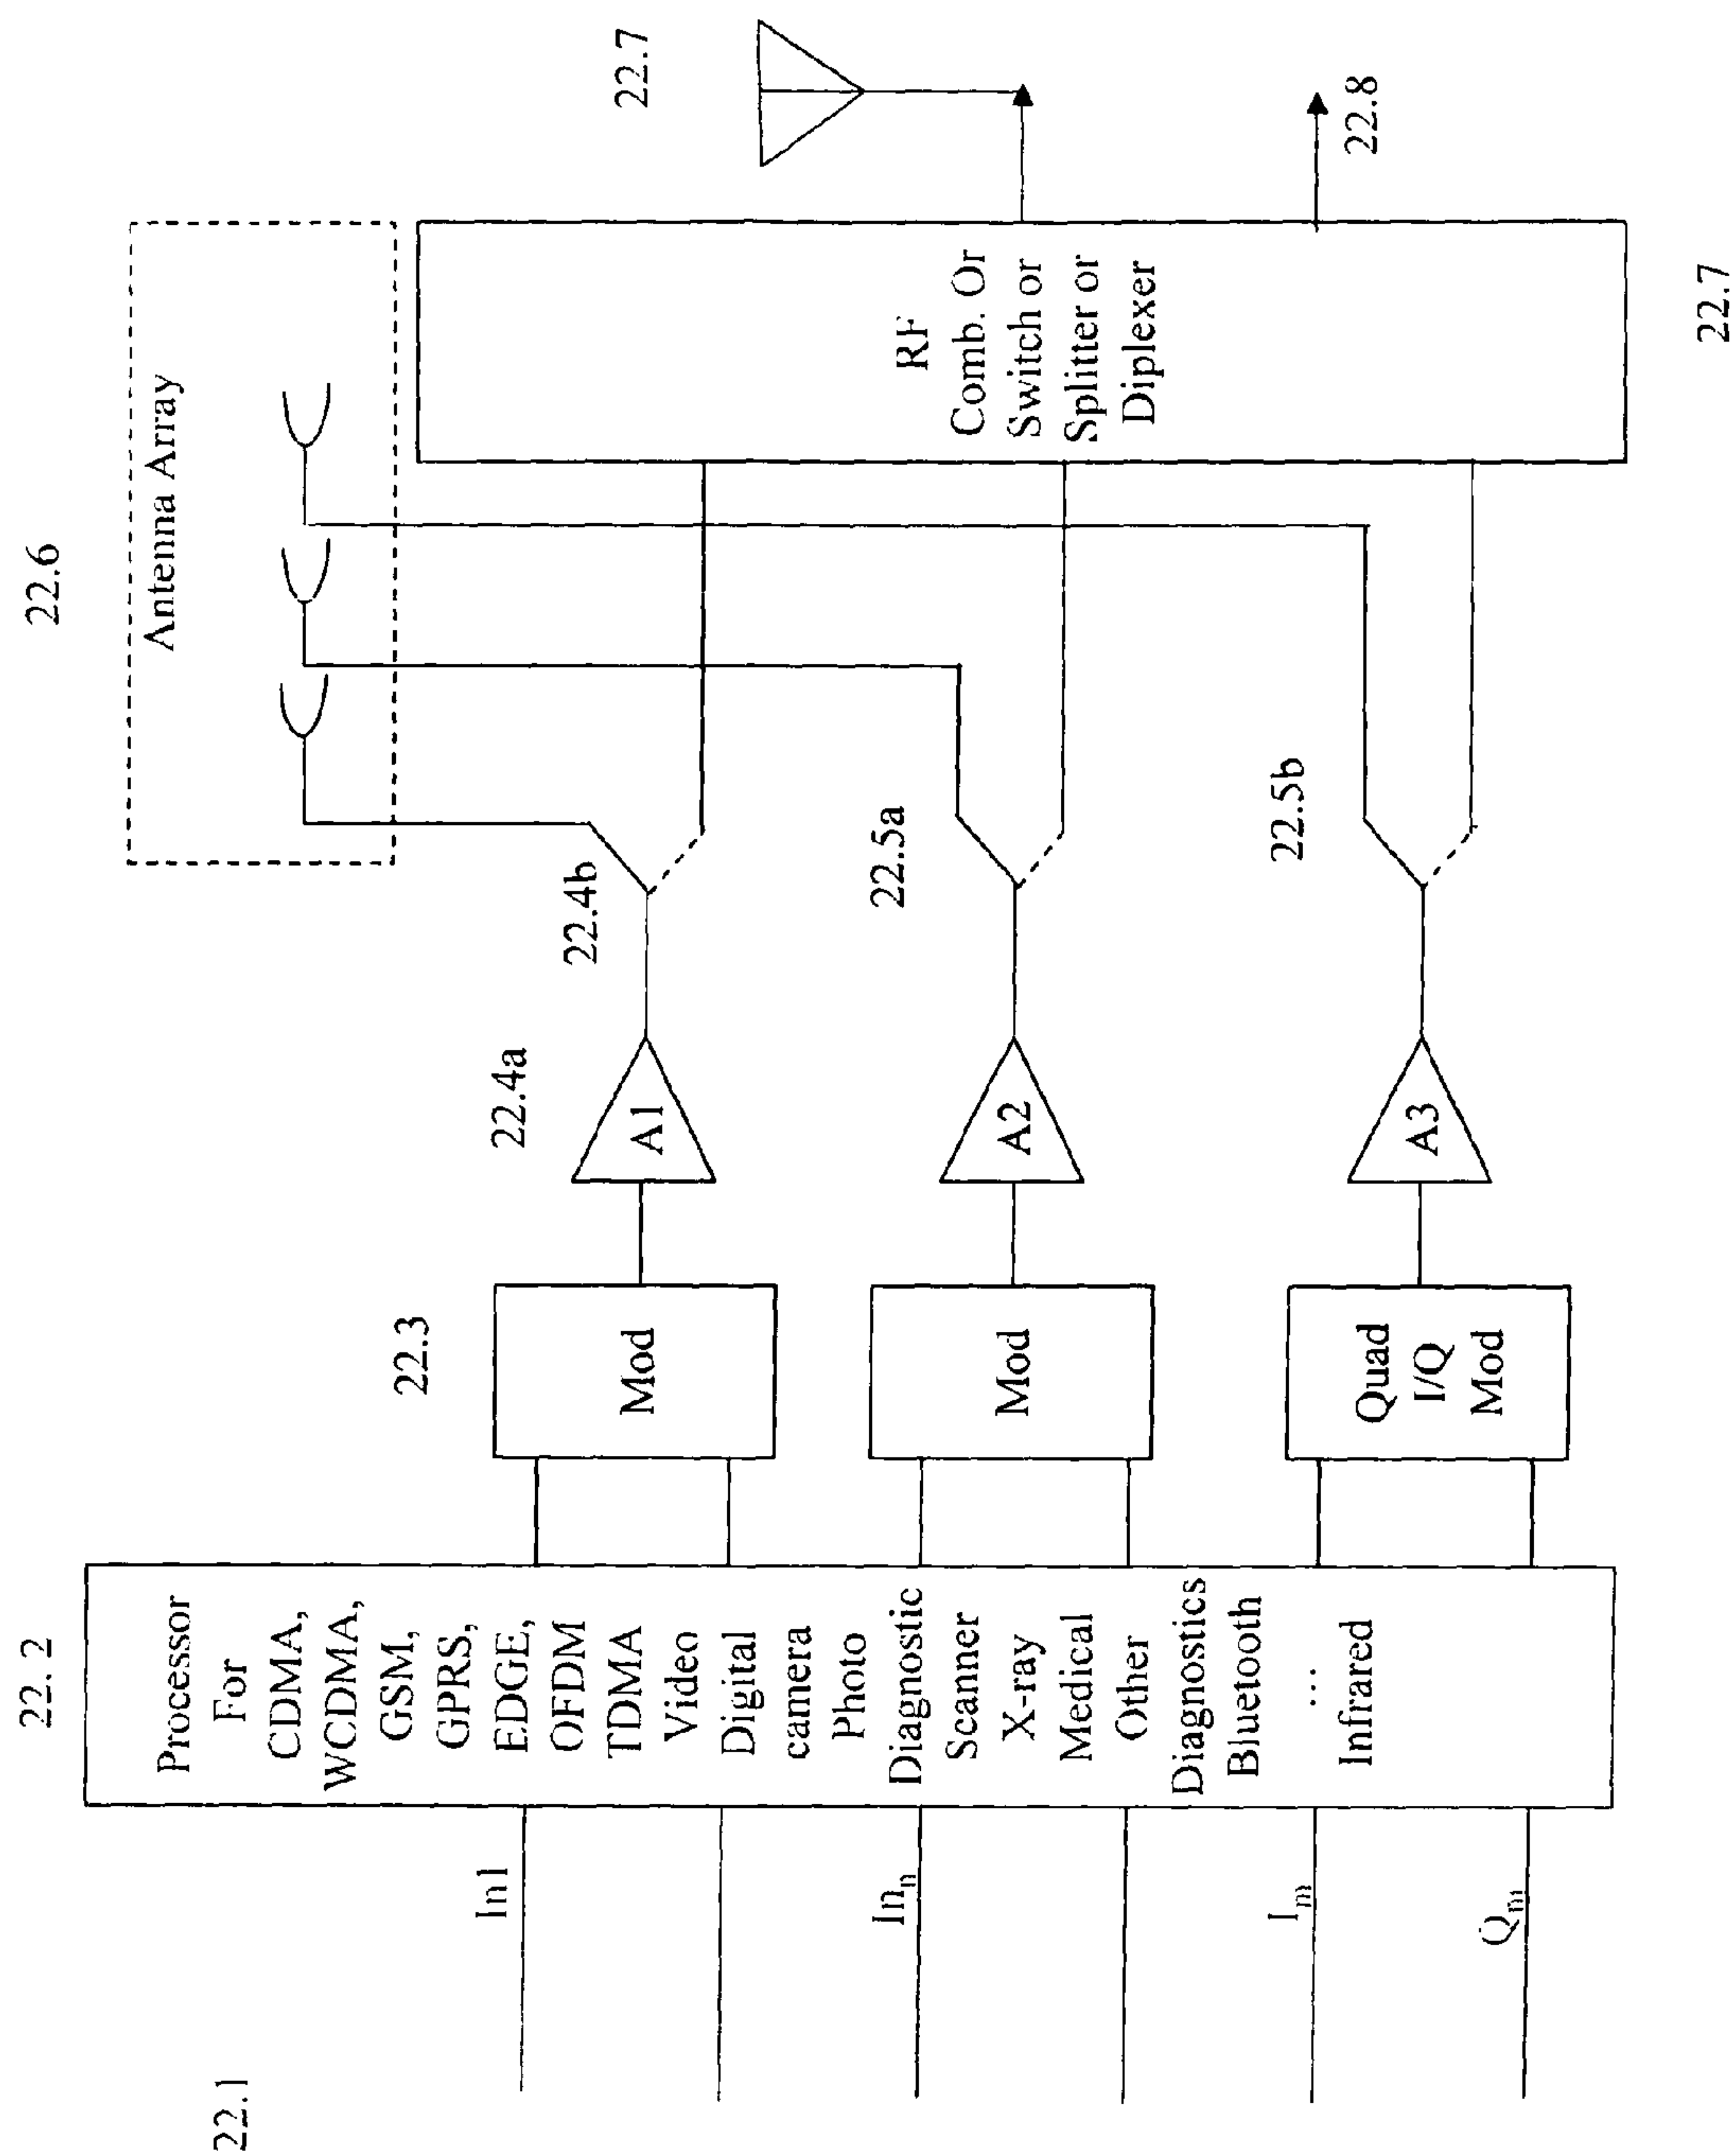 22.1
In1
In_n
I_m
Q_m
22. 2
Processor
For
CDMA,
WCDMA,
GSM,
GPRS,
EDGE,
OFDM
TDMA
Video
Digital
camera
Photo
Diagnostic
Scanner
X-ray
Medical
Other
Diagnostics
Bluetooth
...
Infrared
22.3
Mod
Mod
Quad
I/Q
Mod
22.4a
A1
A2
A3
22.4b
22.5a
22.5b
22.6
Antenna Array
RF
Comb. Or
Switch or
Splitter or
Diplexer
22.7
22.7
22.8